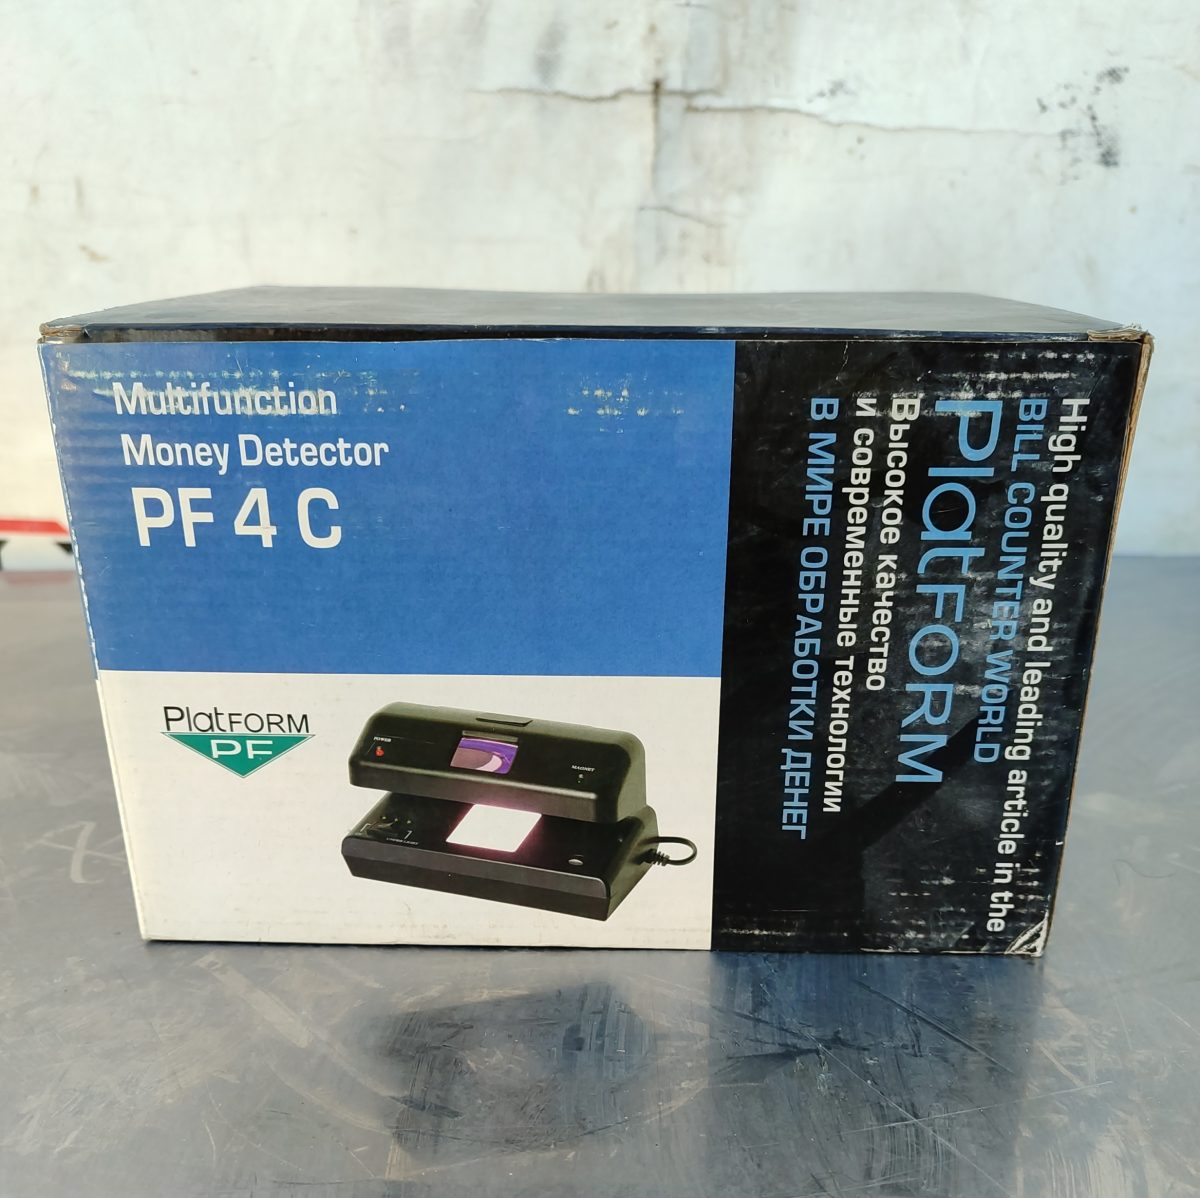 Multifunction
Money Detector
PF 4 C
PlatFORM
PF
POWER
MAGNET
High quality and leading article in the
BILL COUNTER WORLD
PlatFORM
Высокое качество
и современные технологии
В МИРЕ ОБРАБОТКИ ДЕНЕГ